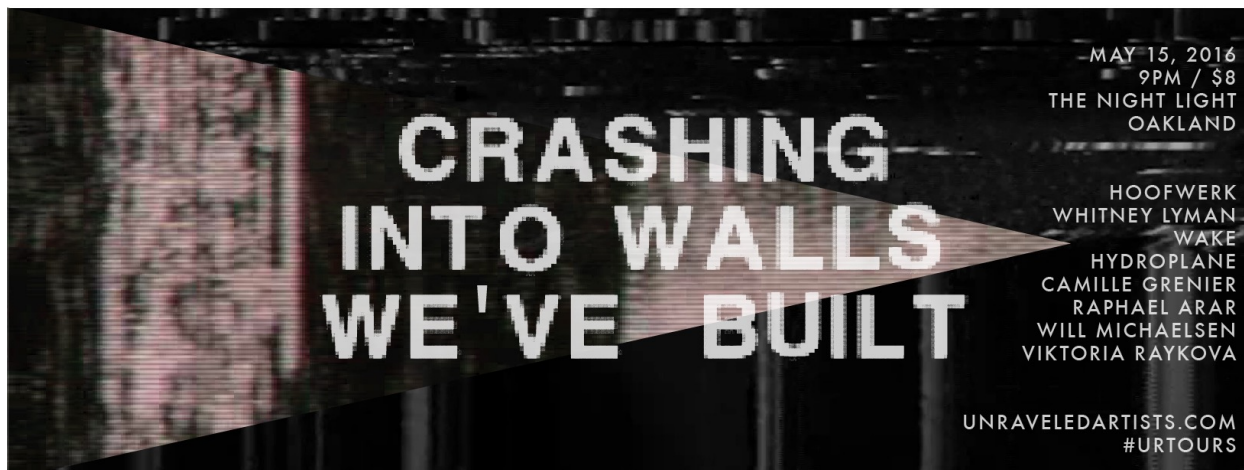 CRASHING
INTO WALLS
WE'VE BUILT
MAY 15, 2016
9PM / $8
THE NIGHT LIGHT
OAKLAND
HOOFWERK
WHITNEY LYMAN
WAKE
HYDROPLANE
CAMILLE GRENIER
RAPHAEL ARAR
WILL MICHAELSEN
VIKTORIA RAYKOVA
UNRAVELEDARTISTS.COM
#URTOURS